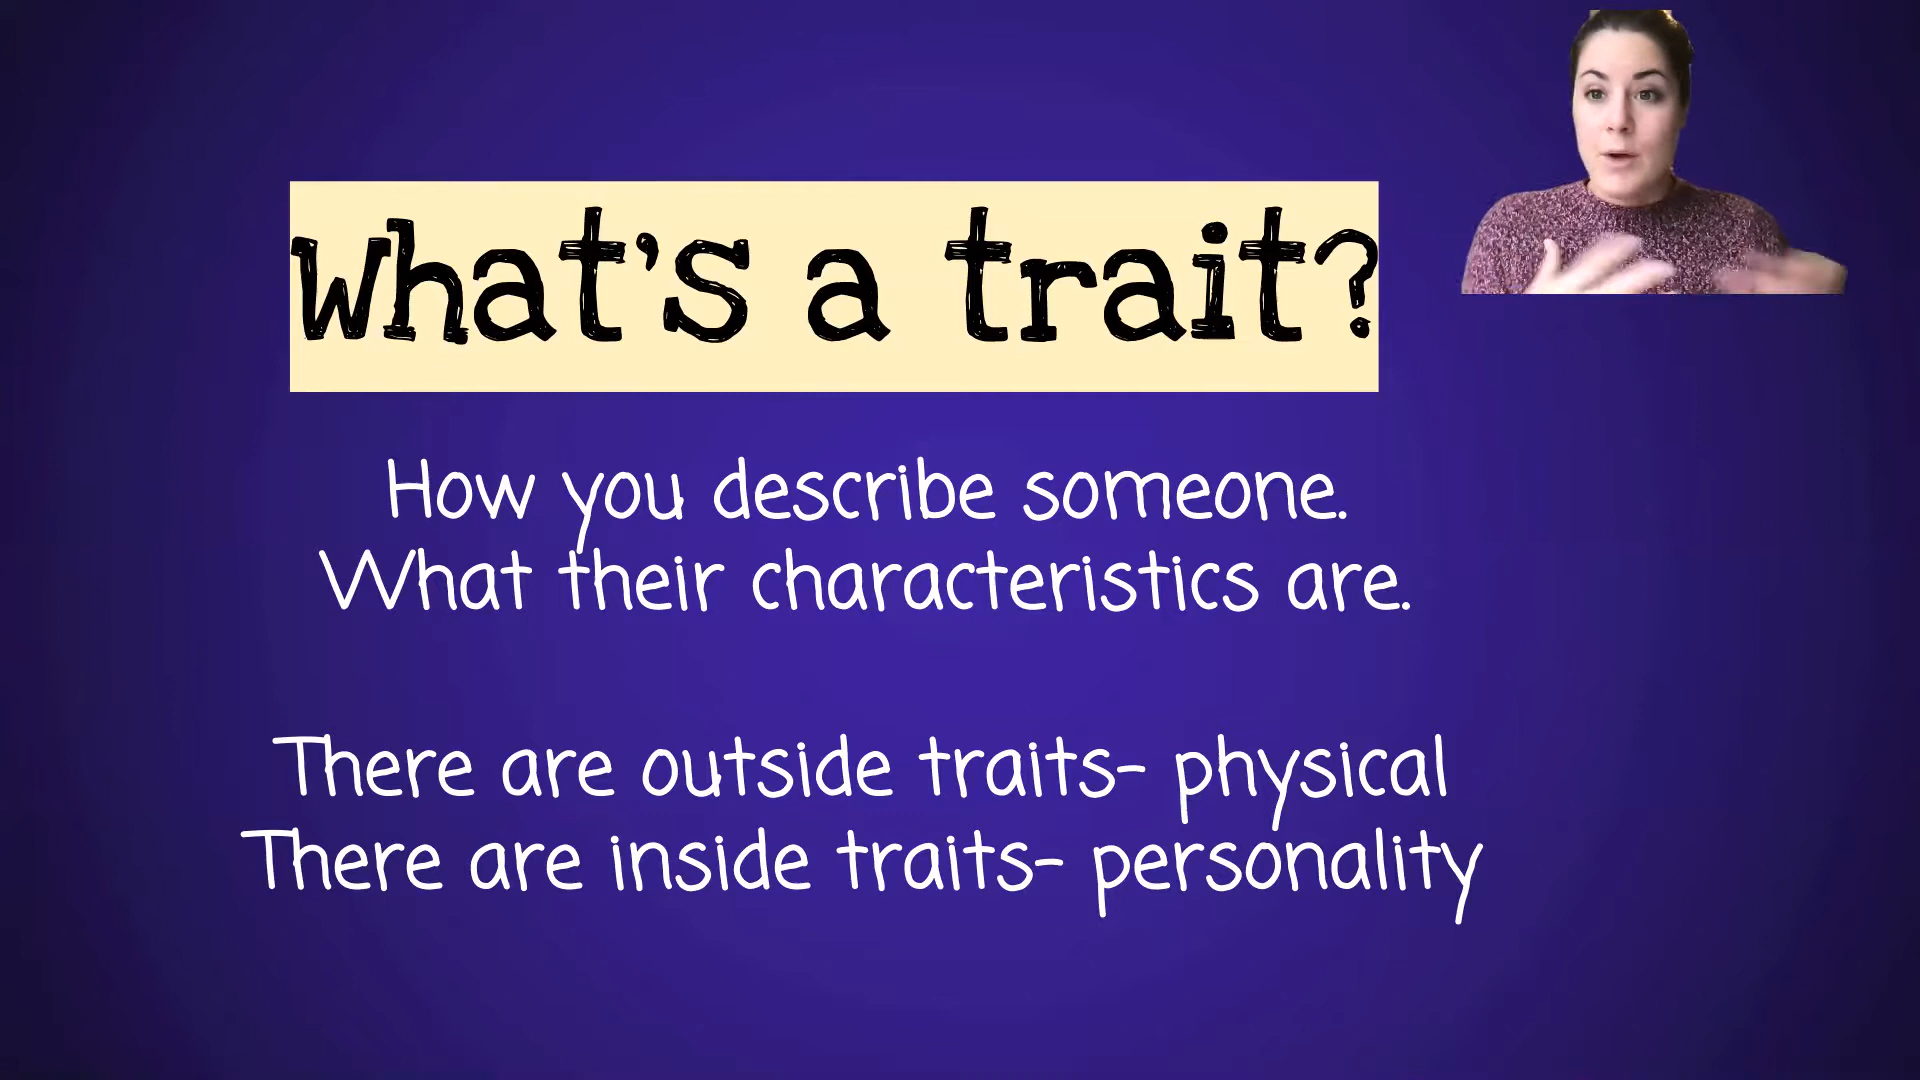 What's a trait?
How you describe someone.
What their characteristics are.
There are outside traits- physical
There are inside traits- personality